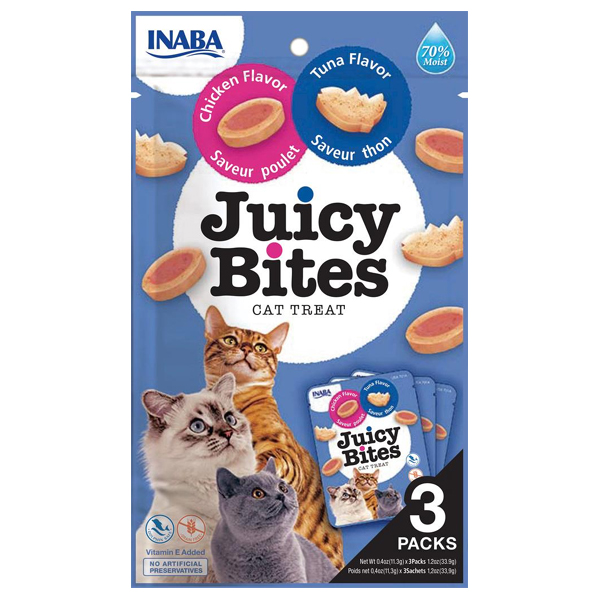 INABA
70%
Moist
Chicken Flavor
Saveur poulet
Tuna Flavor
Saveur thon
Juicy
Bites
CAT TREAT
INABA
Chicken Flavor
Saveur poulet
Tuna Flavor
Saveur thon
Juicy
Bites
CAT TREAT
3
PACKS
Vitamin E Added
NO ARTIFICIAL
PRESERVATIVES
Net Wt 0.4oz(11.3g) x 3Packs 1.2oz(33.9g)
Poids net 0,4oz(11,3g) x 3Sachets 1,2oz(33,9g)